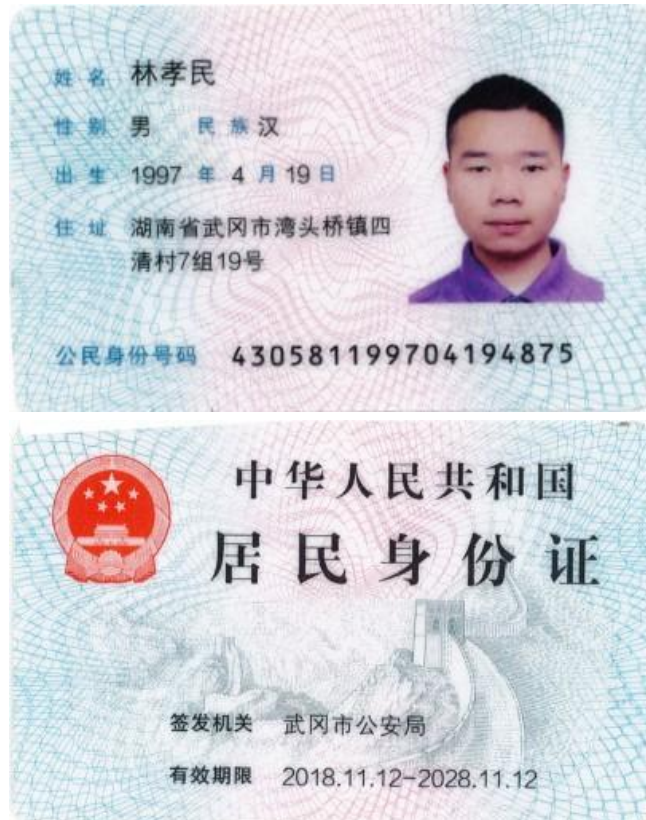 姓名 林孝民
性别 男 民族 汉
出生 1997 年 4 月 19 日
住址 湖南省武冈市湾头桥镇四
清村7组19号
公民身份号码 430581199704194875
中华人民共和国
居民身份证
签发机关 武冈市公安局
有效期限 2018.11.12-2028.11.12